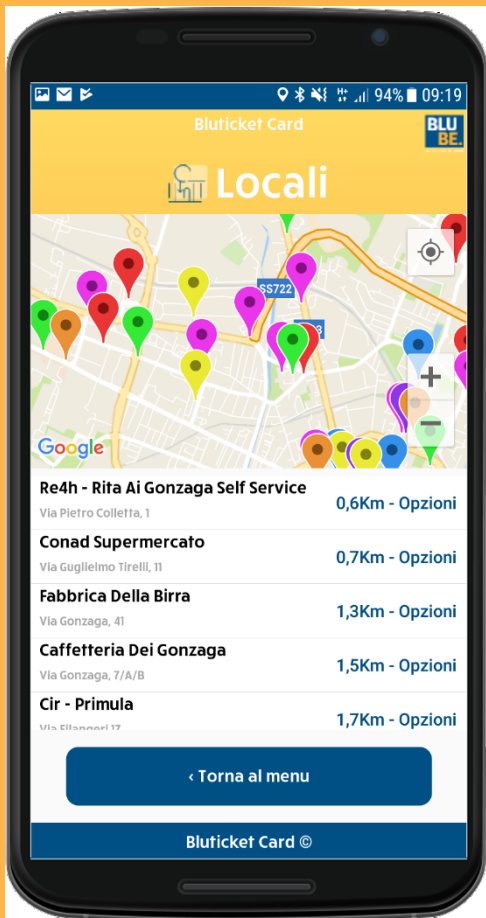 94% 09:19
Bluticket Card
BLU
BE.
Locali
SS722
Google
+
−
Re4h - Rita Ai Gonzaga Self Service
Via Pietro Colletta, 1
0,6Km - Opzioni
Conad Supermercato
Via Guglielmo Tirelli, 11
0,7Km - Opzioni
Fabbrica Della Birra
Via Gonzaga, 41
1,3Km - Opzioni
Caffetteria Dei Gonzaga
Via Gonzaga, 7/A/B
1,5Km - Opzioni
Cir - Primula
Via Filangeri 17
1,7Km - Opzioni
‹ Torna al menu
Bluticket Card ©